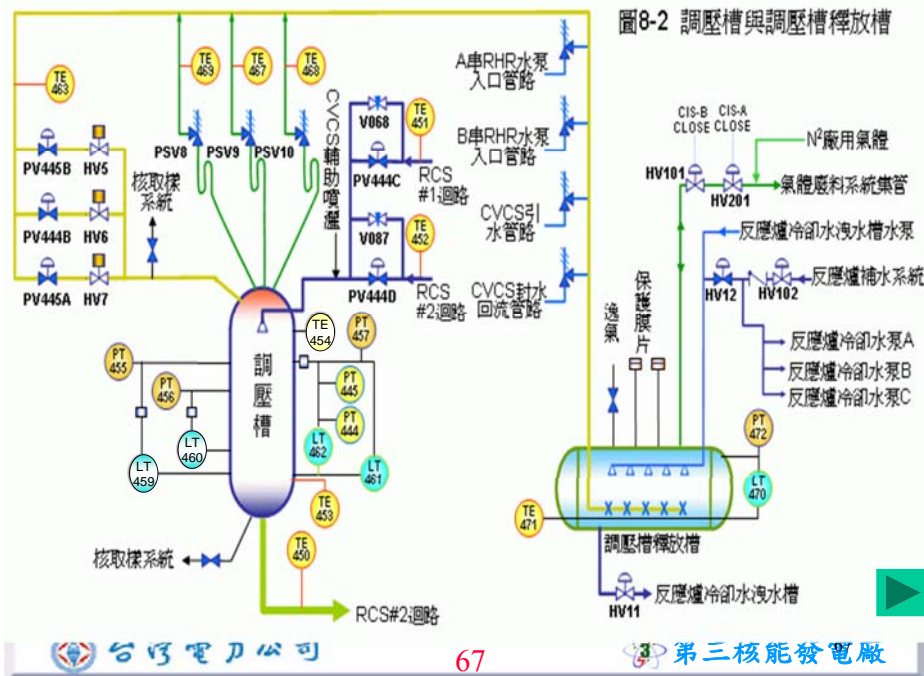 圖8-2 調壓槽與調壓槽釋放槽
TE
463
TE
469
TE
467
TE
468
PSV8
PSV9
PSV10
PV445B
HV5
PV444B
HV6
PV445A
HV7
核取樣
系統
CVCS輔助噴灑
V068
TE
451
PV444C
RCS
#1迴路
V087
TE
452
PV444D
RCS
#2迴路
A串RHR水泵
入口管路
B串RHR水泵
入口管路
CVCS引
水管路
CVCS封水
回流管路
CIS-B
CLOSE
CIS-A
CLOSE
HV101
HV201
N²廠用氣體
氣體廢料系統集管
反應爐冷卻水洩水槽水泵
HV12
HV102
反應爐補水系統
反應爐冷卻水泵A
反應爐冷卻水泵B
反應爐冷卻水泵C
逸氣
保護膜片
PT
472
LT
470
TE
471
調壓槽釋放槽
HV11
反應爐冷卻水洩水槽
調壓槽
TE
454
PT
457
PT
455
PT
456
PT
445
PT
444
LT
462
LT
461
LT
460
LT
459
TE
453
TE
450
核取樣系統
RCS#2迴路
台灣電力公司
67
3
第三核能發電廠
67